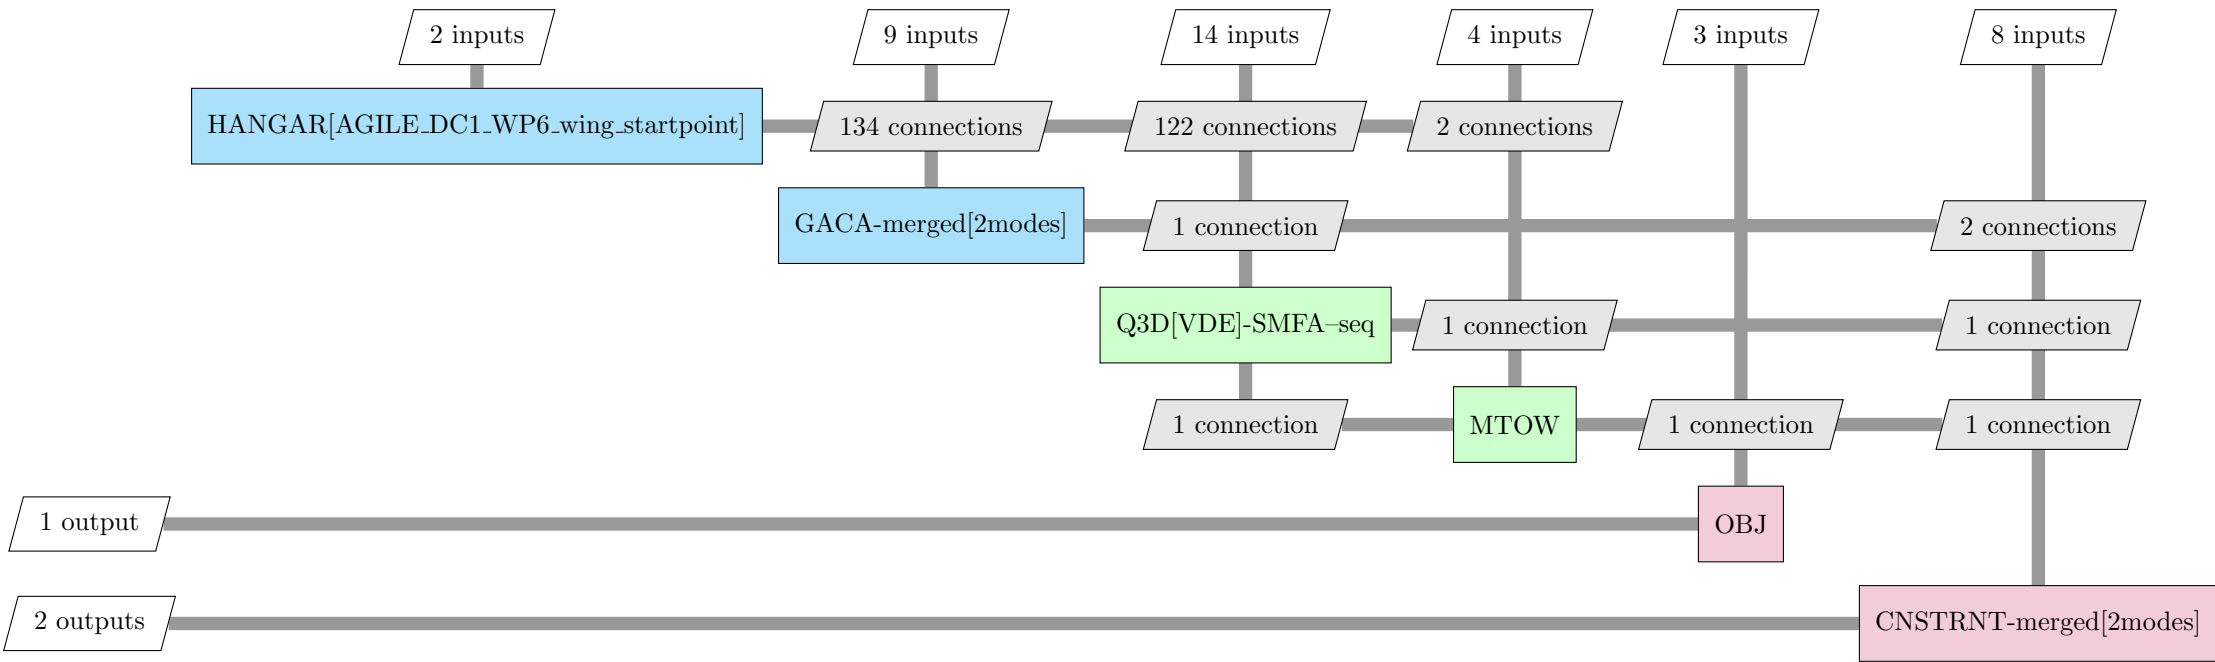 2 inputs
9 inputs
14 inputs
4 inputs
3 inputs
8 inputs
HANGAR[AGILE_DC1_WP6_wing_startpoint]
134 connections
122 connections
2 connections
GACA-merged[2modes]
1 connection
2 connections
Q3D[VDE]-SMFA–seq
1 connection
1 connection
1 connection
MTOW
1 connection
1 connection
1 output
OBJ
2 outputs
CNSTRNT-merged[2modes]